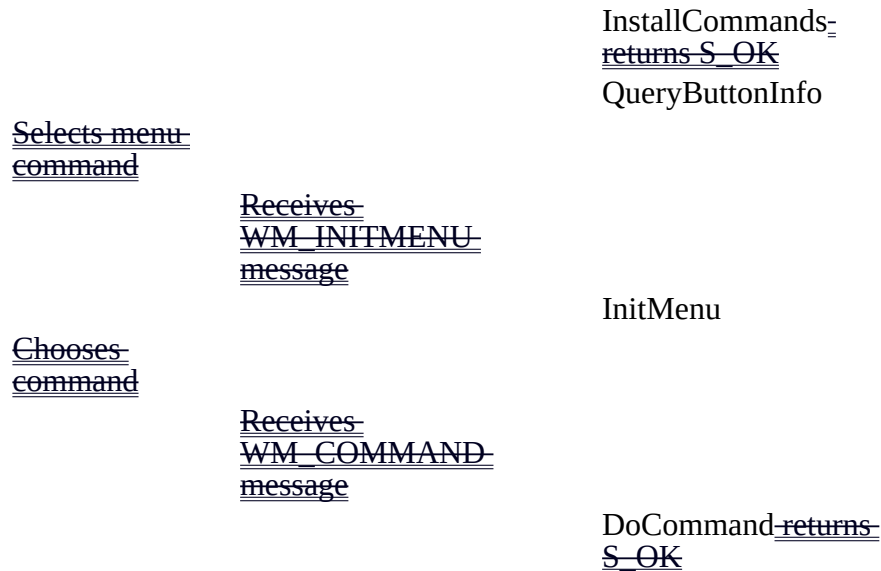 InstallCommands-
returns S_OK
QueryButtonInfo
Selects menu
command
Receives
WM_INITMENU
message
InitMenu
Chooses
command
Receives
WM_COMMAND
message
DoCommand returns
S_OK